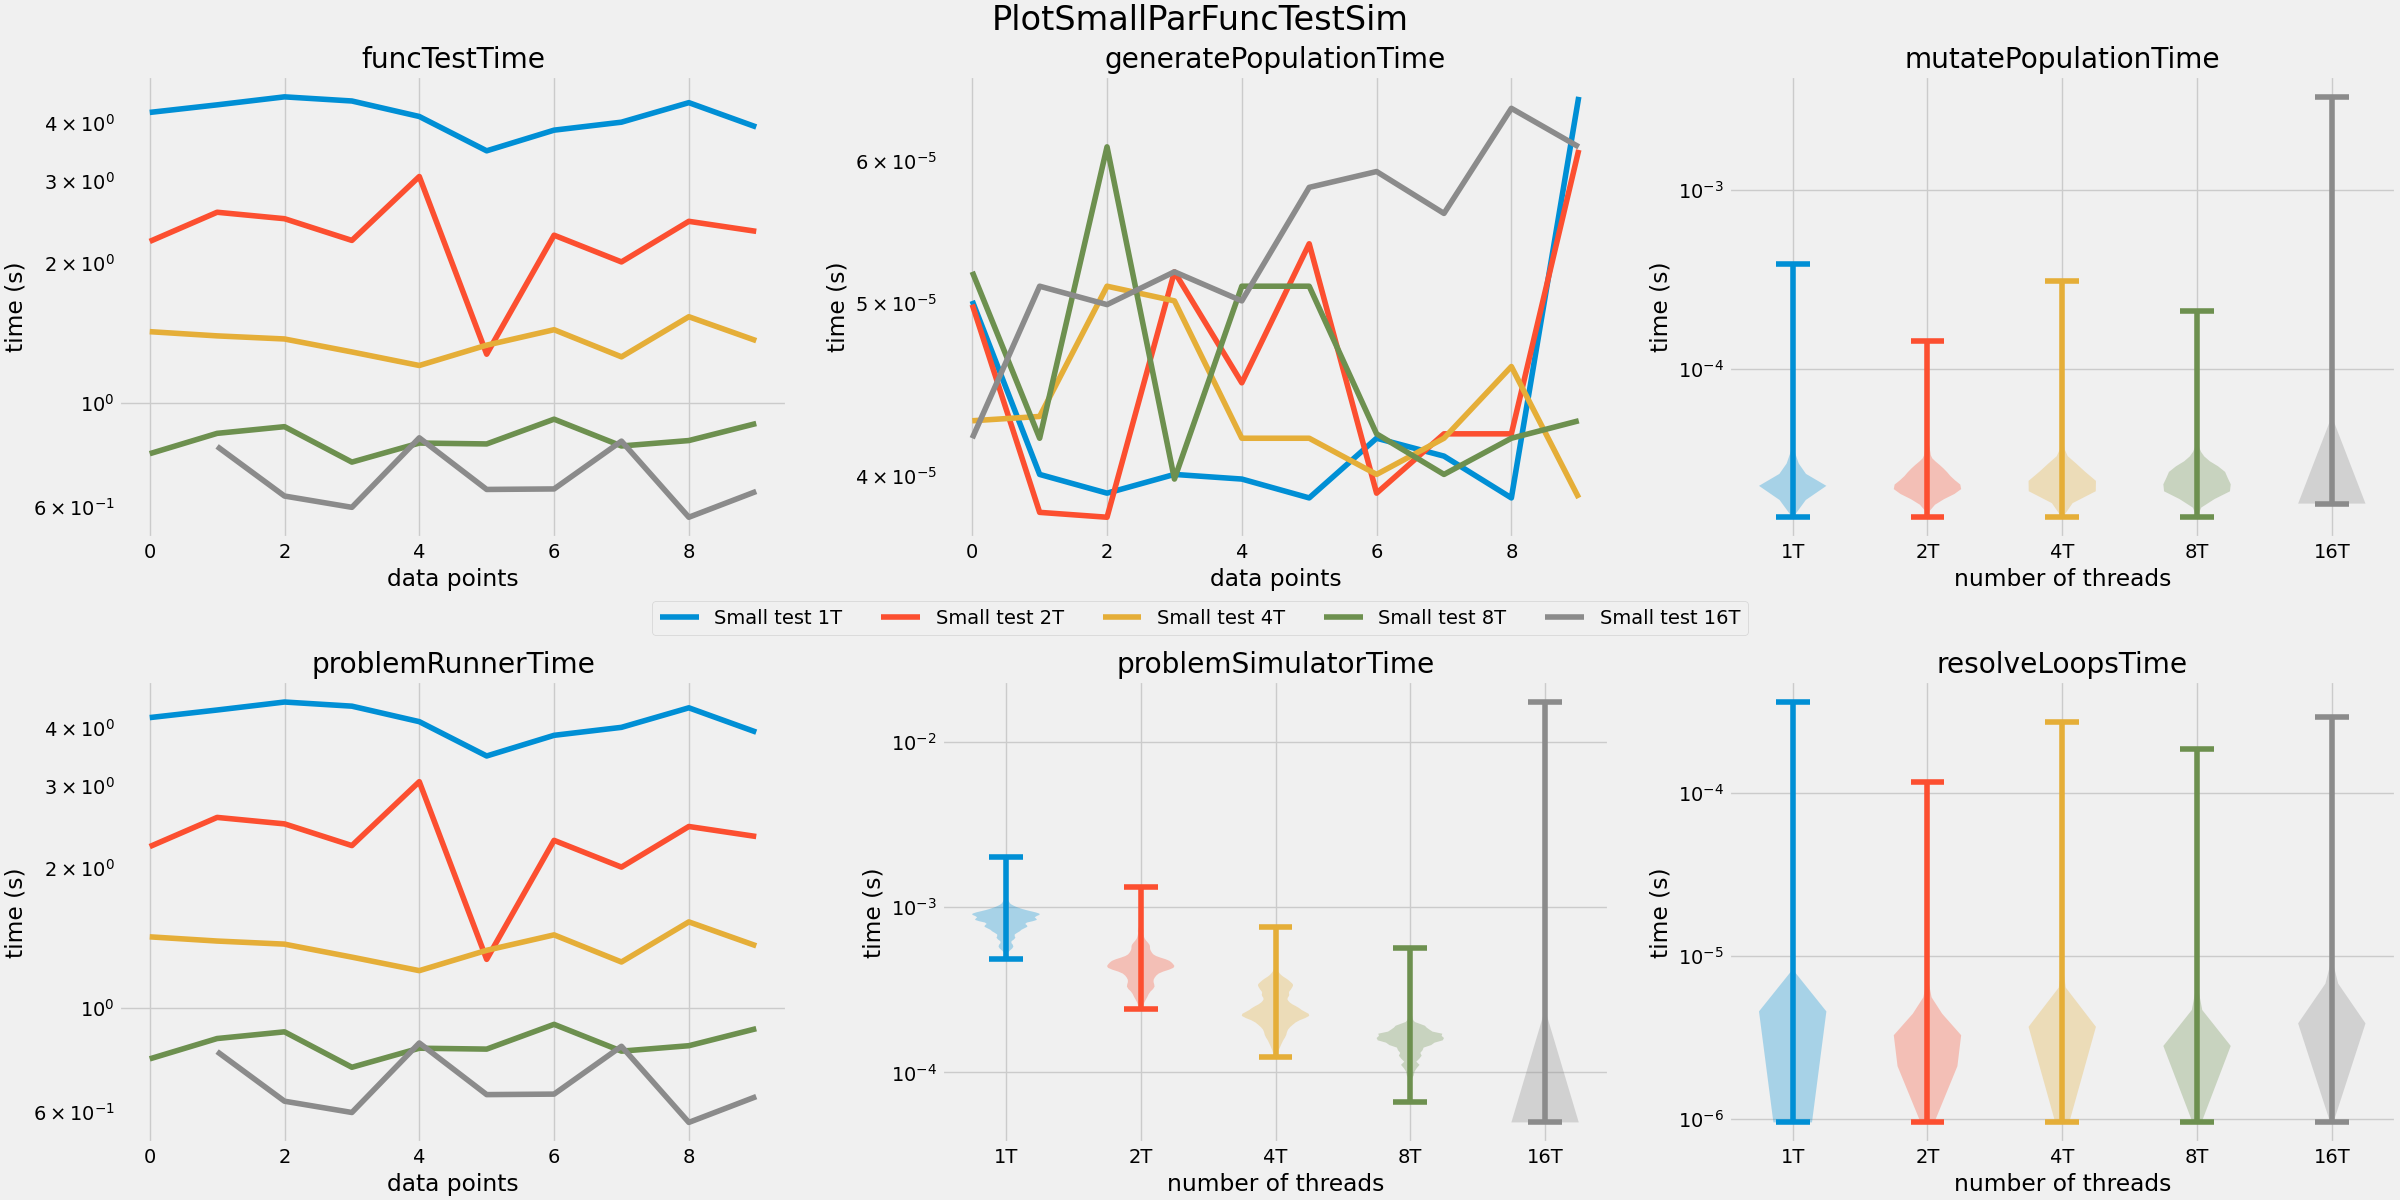 PlotSmallParFuncTestSim
funcTestTime
4 × 10⁰
3 × 10⁰
2 × 10⁰
10⁰
6 × 10⁻¹
time (s)
0 2 4 6 8
data points
generatePopulationTime
6 × 10⁻⁵
5 × 10⁻⁵
4 × 10⁻⁵
time (s)
0 2 4 6 8
data points
mutatePopulationTime
10⁻³
10⁻⁴
time (s)
1T 2T 4T 8T 16T
number of threads
Small test 1T Small test 2T Small test 4T Small test 8T Small test 16T
problemRunnerTime
4 × 10⁰
3 × 10⁰
2 × 10⁰
10⁰
6 × 10⁻¹
time (s)
0 2 4 6 8
data points
problemSimulatorTime
10⁻²
10⁻³
10⁻⁴
time (s)
1T 2T 4T 8T 16T
number of threads
resolveLoopsTime
10⁻⁴
10⁻⁵
10⁻⁶
time (s)
1T 2T 4T 8T 16T
number of threads